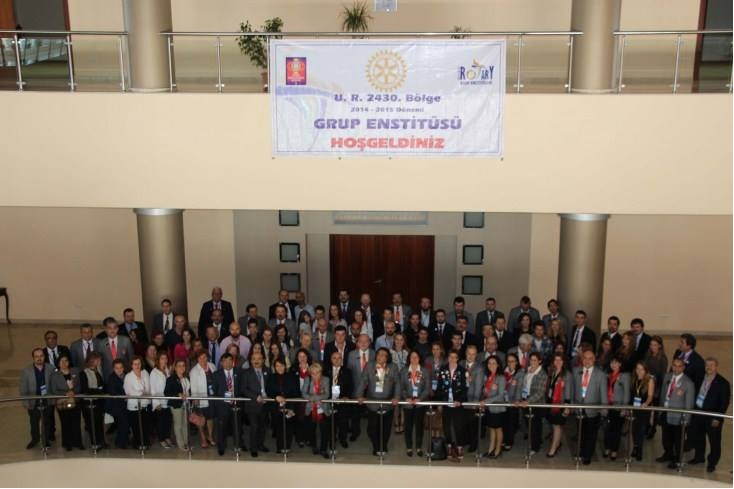 U. R. 2430. Bölge
2014 - 2015 Dönemi
GRUP ENSTİTÜSÜ
HOŞGELDİNİZ
ROTARY